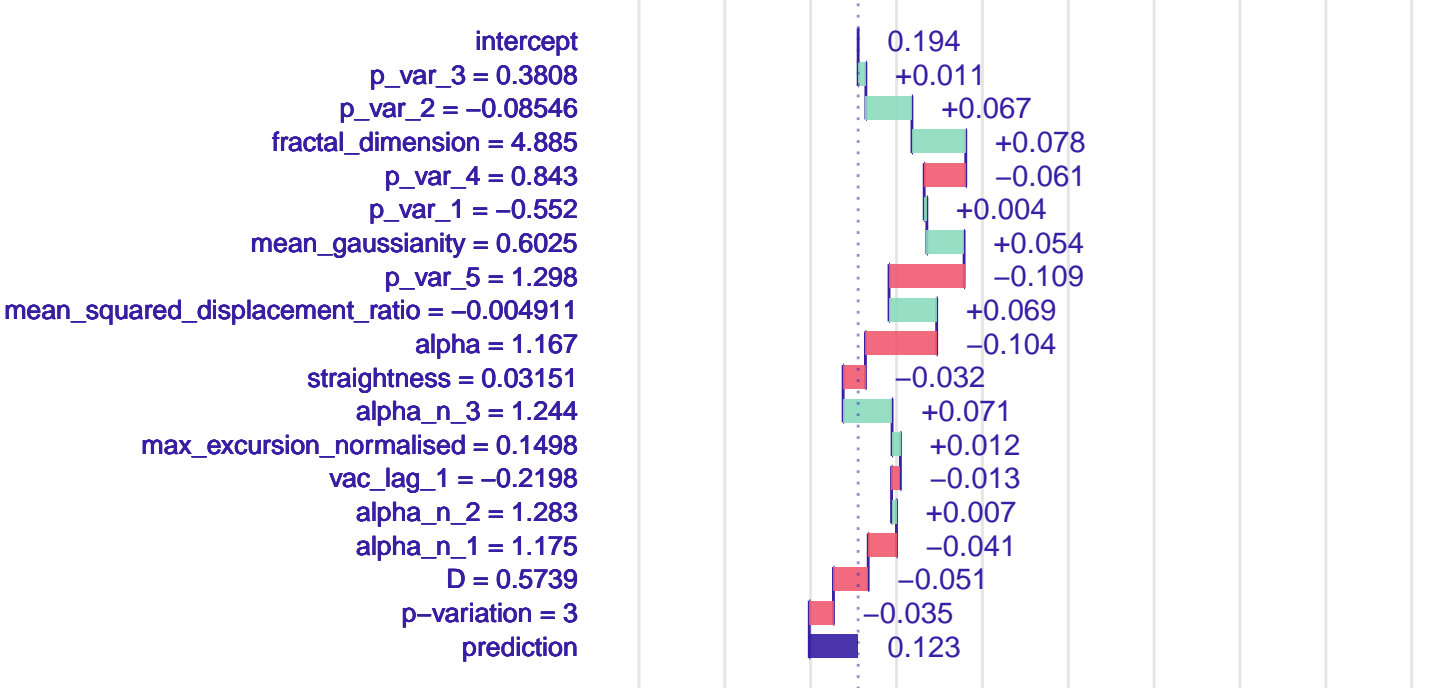 intercept 0.194
p_var_3 = 0.3808 +0.011
p_var_2 = −0.08546 +0.067
fractal_dimension = 4.885 +0.078
p_var_4 = 0.843 −0.061
p_var_1 = −0.552 +0.004
mean_gaussianity = 0.6025 +0.054
p_var_5 = 1.298 −0.109
mean_squared_displacement_ratio = −0.004911 +0.069
alpha = 1.167 −0.104
straightness = 0.03151 −0.032
alpha_n_3 = 1.244 +0.071
max_excursion_normalised = 0.1498 +0.012
vac_lag_1 = −0.2198 −0.013
alpha_n_2 = 1.283 +0.007
alpha_n_1 = 1.175 −0.041
D = 0.5739 −0.051
p−variation = 3 −0.035
prediction 0.123